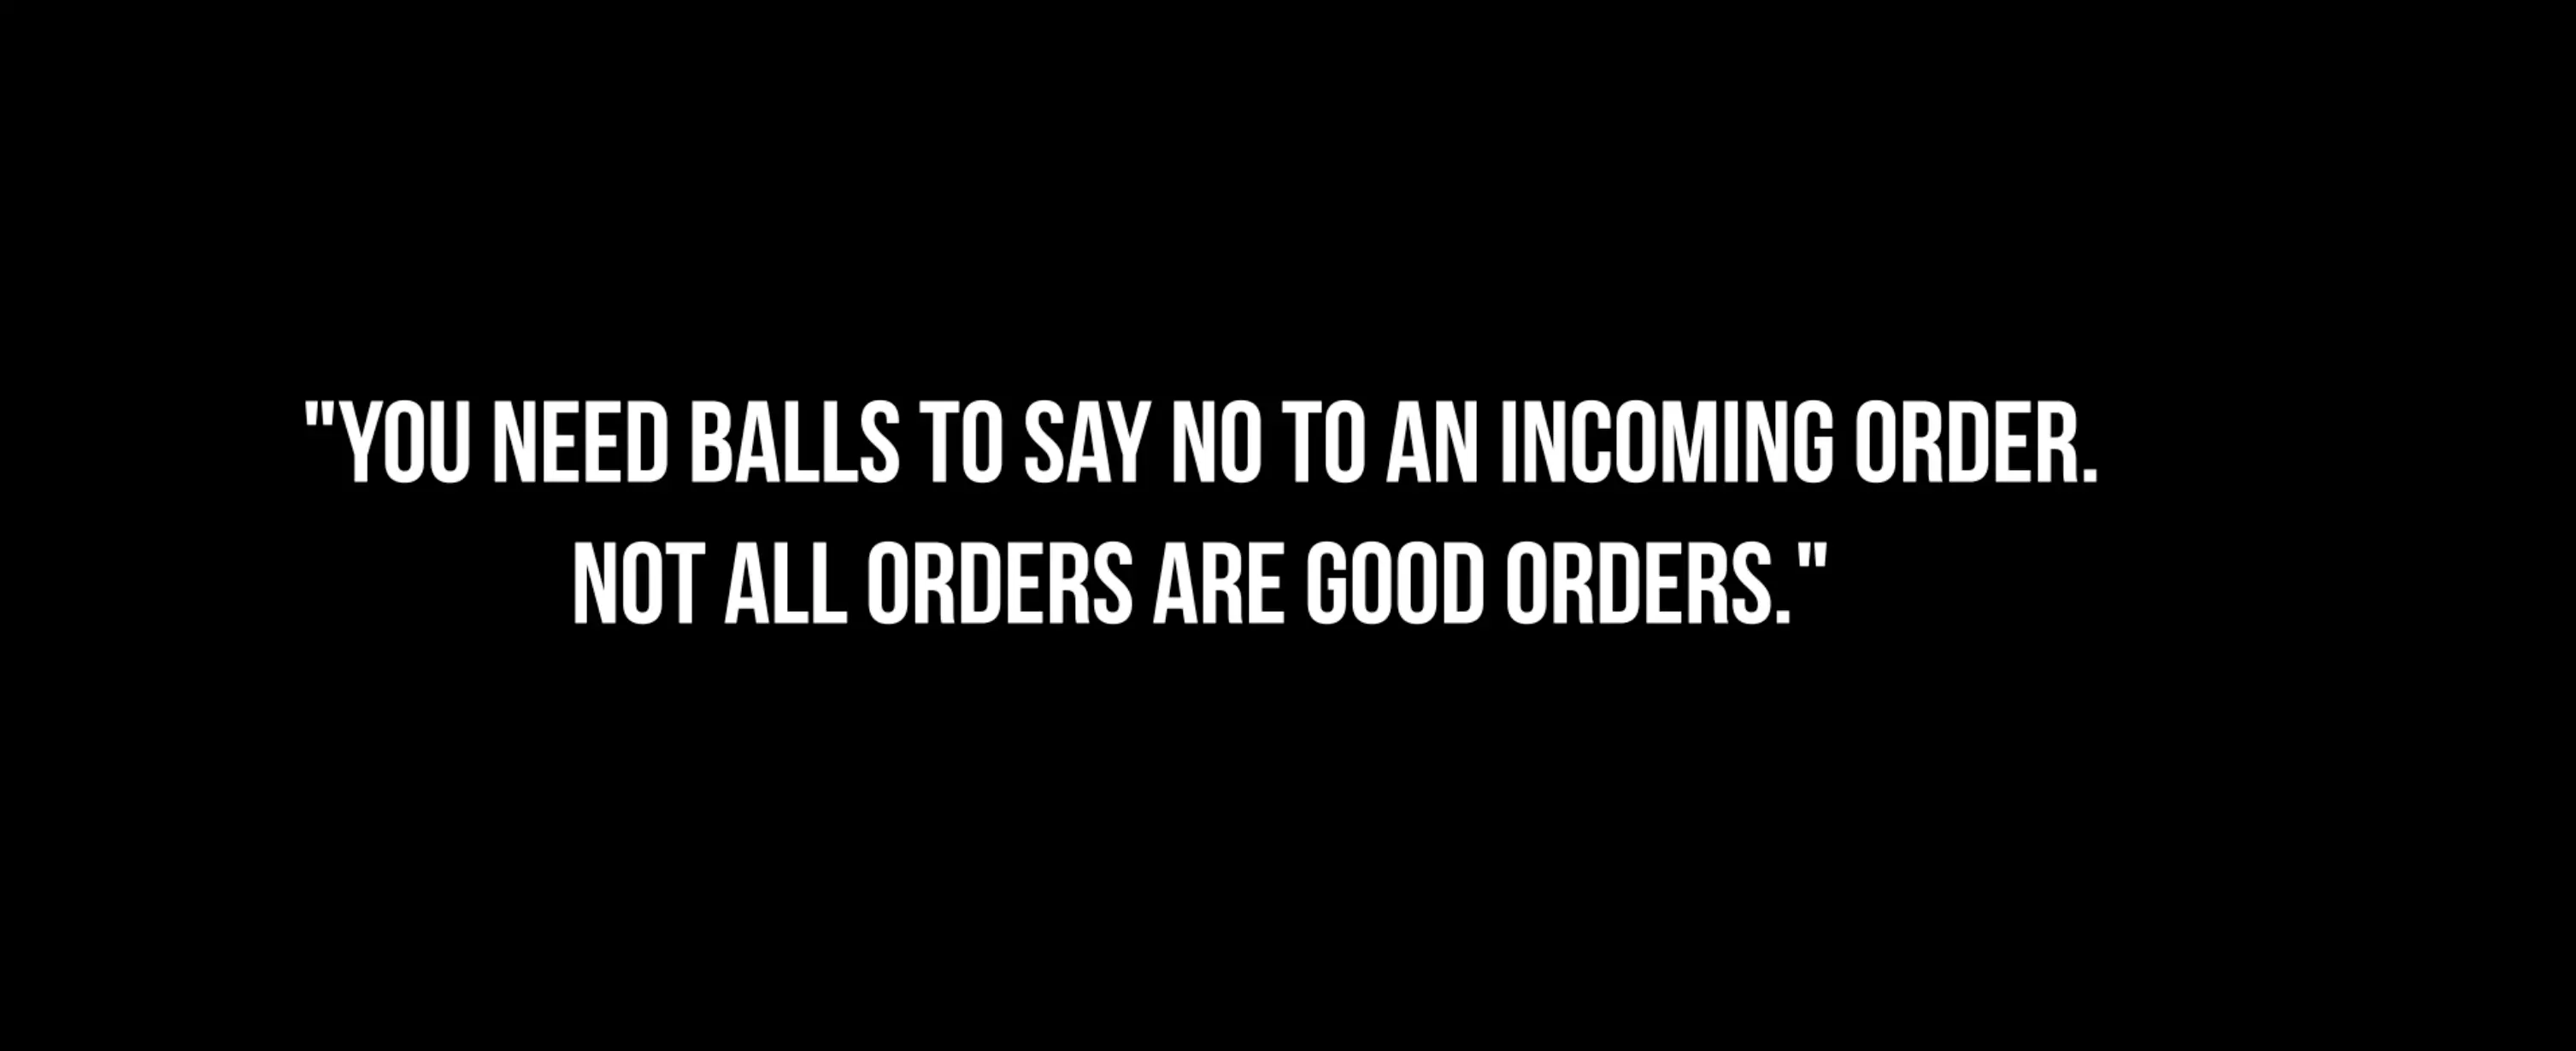 "YOU NEED BALLS TO SAY NO TO AN INCOMING ORDER.
NOT ALL ORDERS ARE GOOD ORDERS."